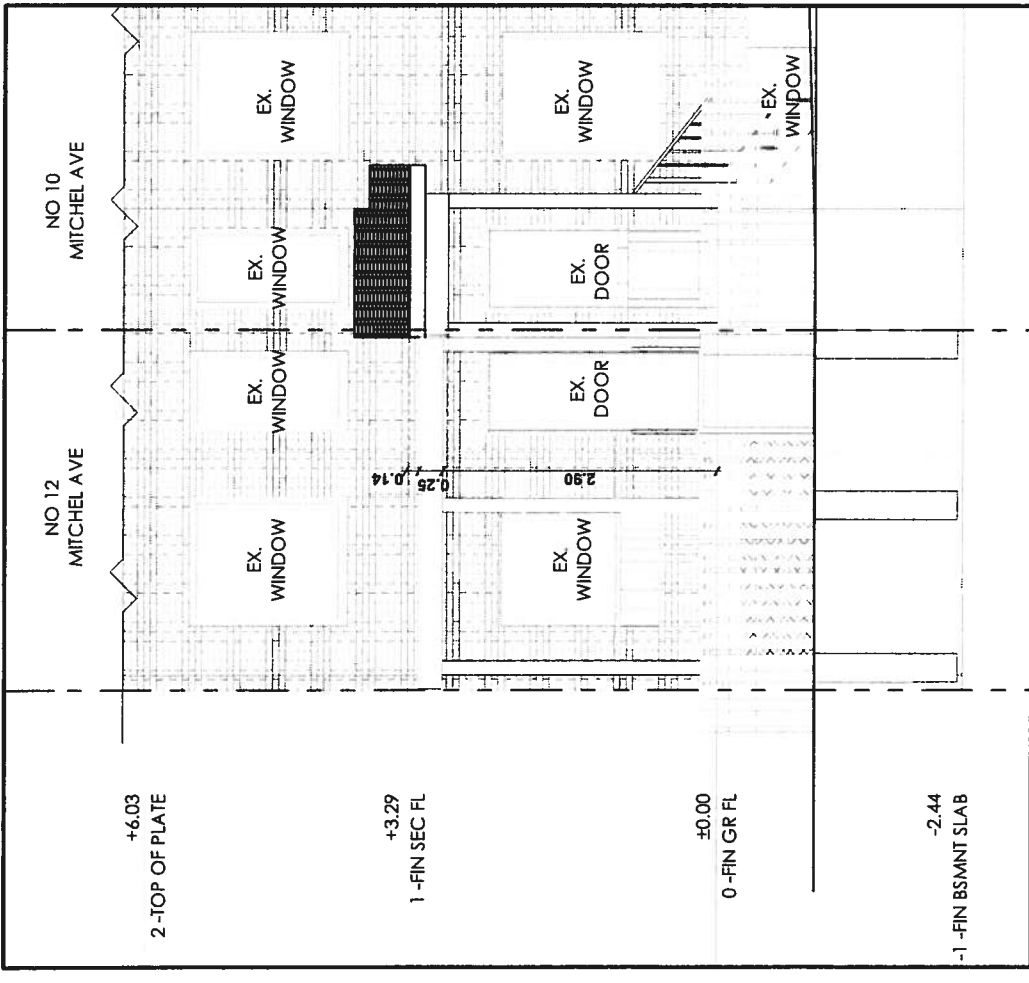 NO 12
MITCHEL AVE
NO 10
MITCHEL AVE
+6.03
2-TOP OF PLATE
EX.
WINDOW
EX.
WINDOW
EX.
WINDOW
EX.
WINDOW
+3.29
1 -FIN SEC FL
0.14
0.25
2.90
EX.
WINDOW
EX.
DOOR
EX.
DOOR
EX.
WINDOW
±0.00
0 -FIN GR FL
EX.
WINDOW
-2.44
-1 -FIN BSMNT SLAB